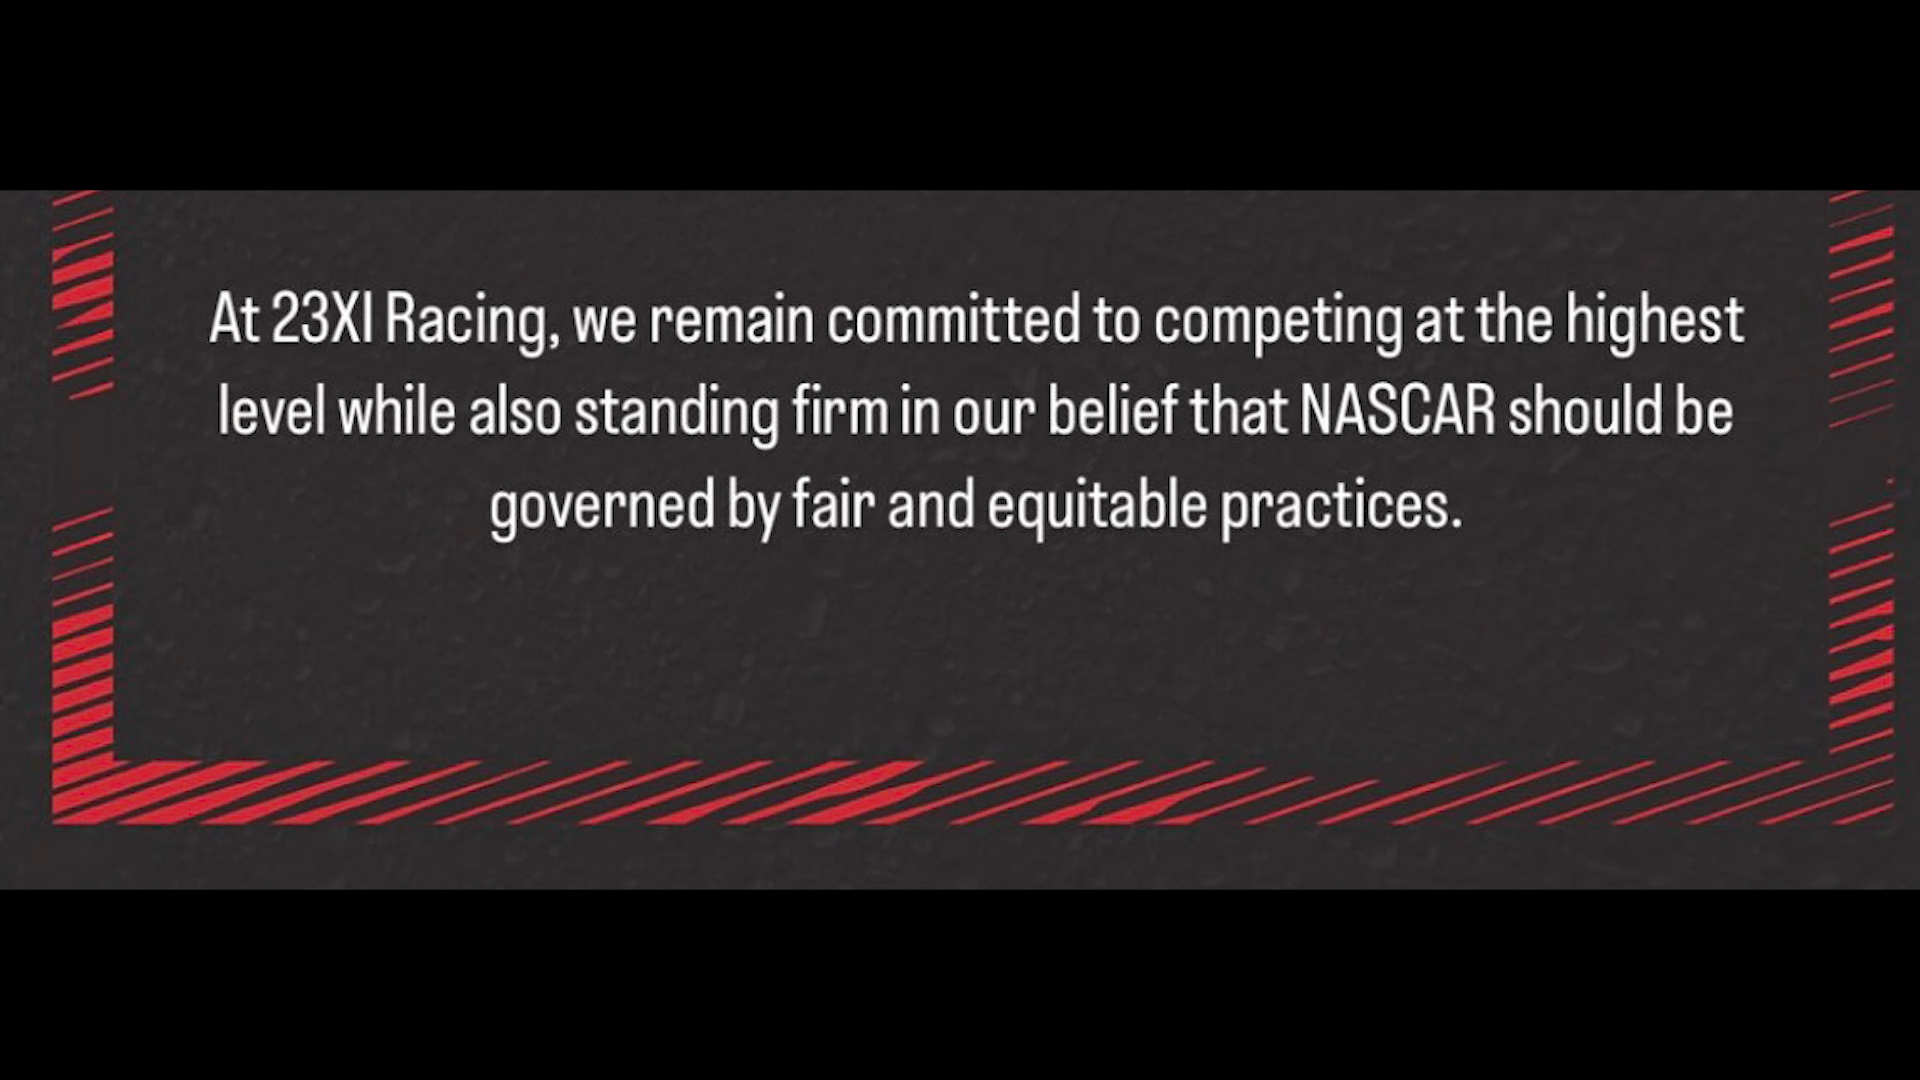 At 23XI Racing, we remain committed to competing at the highest
level while also standing firm in our belief that NASCAR should be
governed by fair and equitable practices.